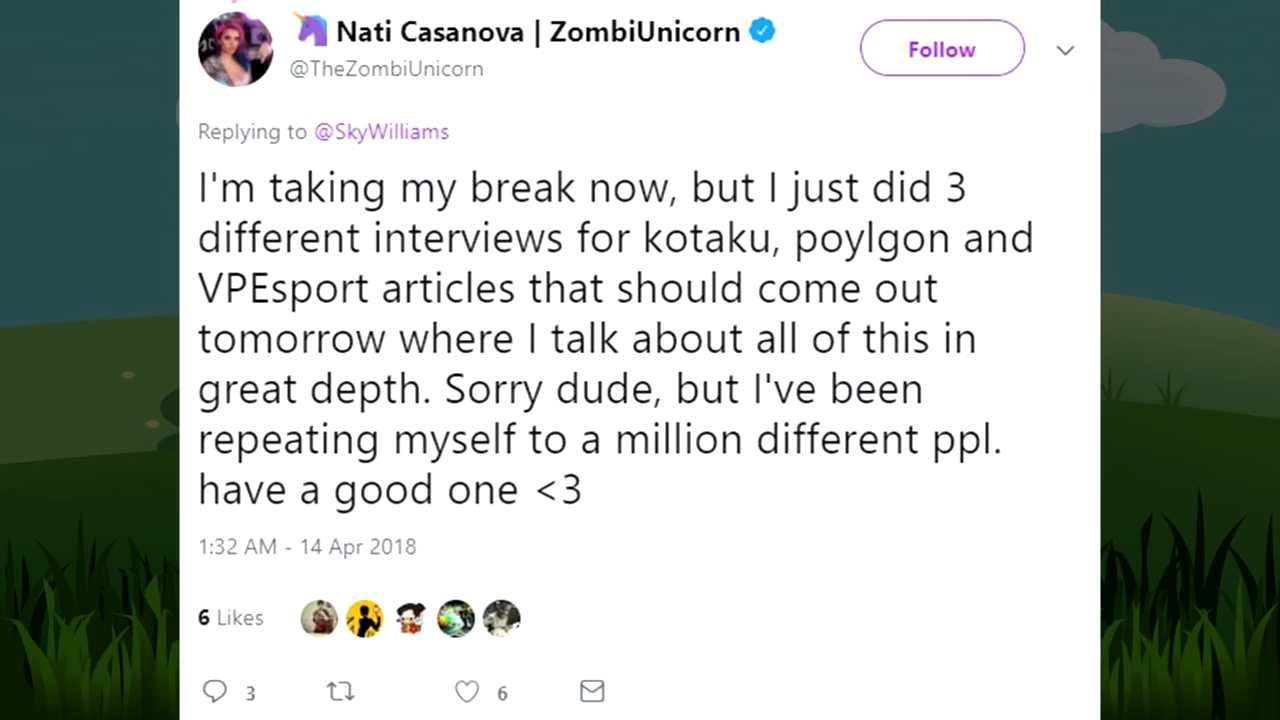 Nati Casanova | ZombiUnicorn
@TheZombiUnicorn
Follow
Replying to @SkyWilliams
I'm taking my break now, but I just did 3
different interviews for kotaku, poylgon and
VPEsport articles that should come out
tomorrow where I talk about all of this in
great depth. Sorry dude, but I've been
repeating myself to a million different ppl.
have a good one <3
1:32 AM - 14 Apr 2018
6 Likes
3
6